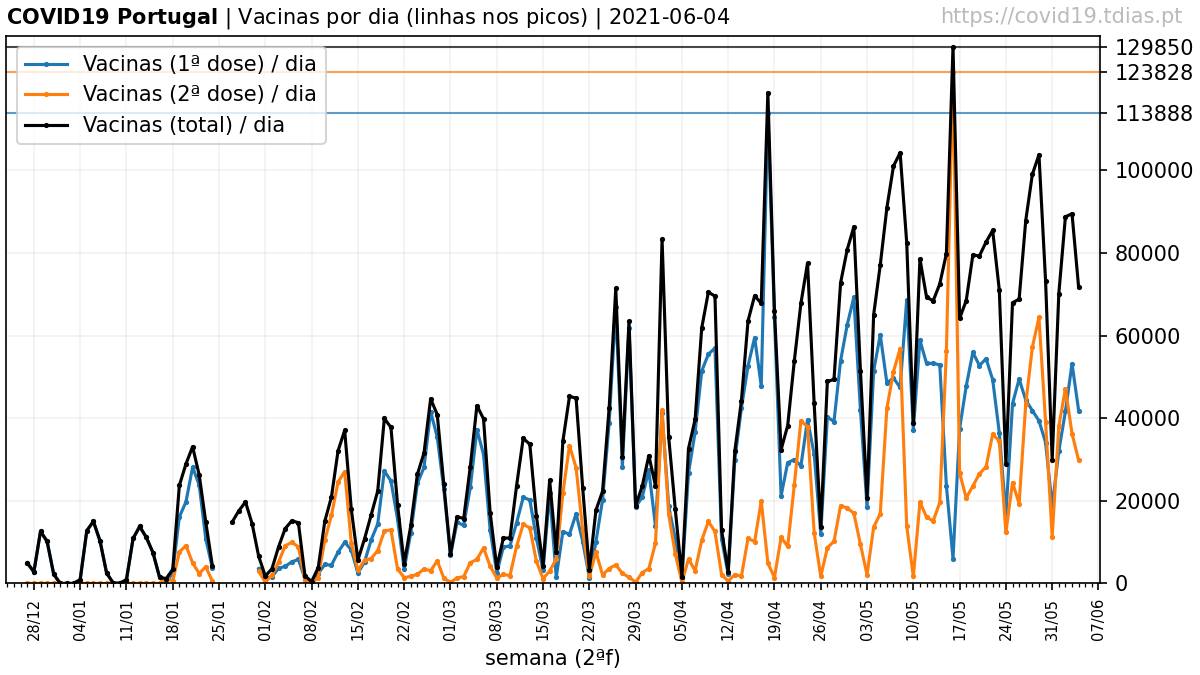 COVID19 Portugal | Vacinas por dia (linhas nos picos) | 2021-06-04
https://covid19.tdias.pt
Vacinas (1ª dose) / dia
Vacinas (2ª dose) / dia
Vacinas (total) / dia
129850
123828
113888
100000
80000
60000
40000
20000
0
28/12 04/01 11/01 18/01 25/01 01/02 08/02 15/02 22/02 01/03 08/03 15/03 22/03 29/03 05/04 12/04 19/04 26/04 03/05 10/05 17/05 24/05 31/05 07/06
semana (2ªf)